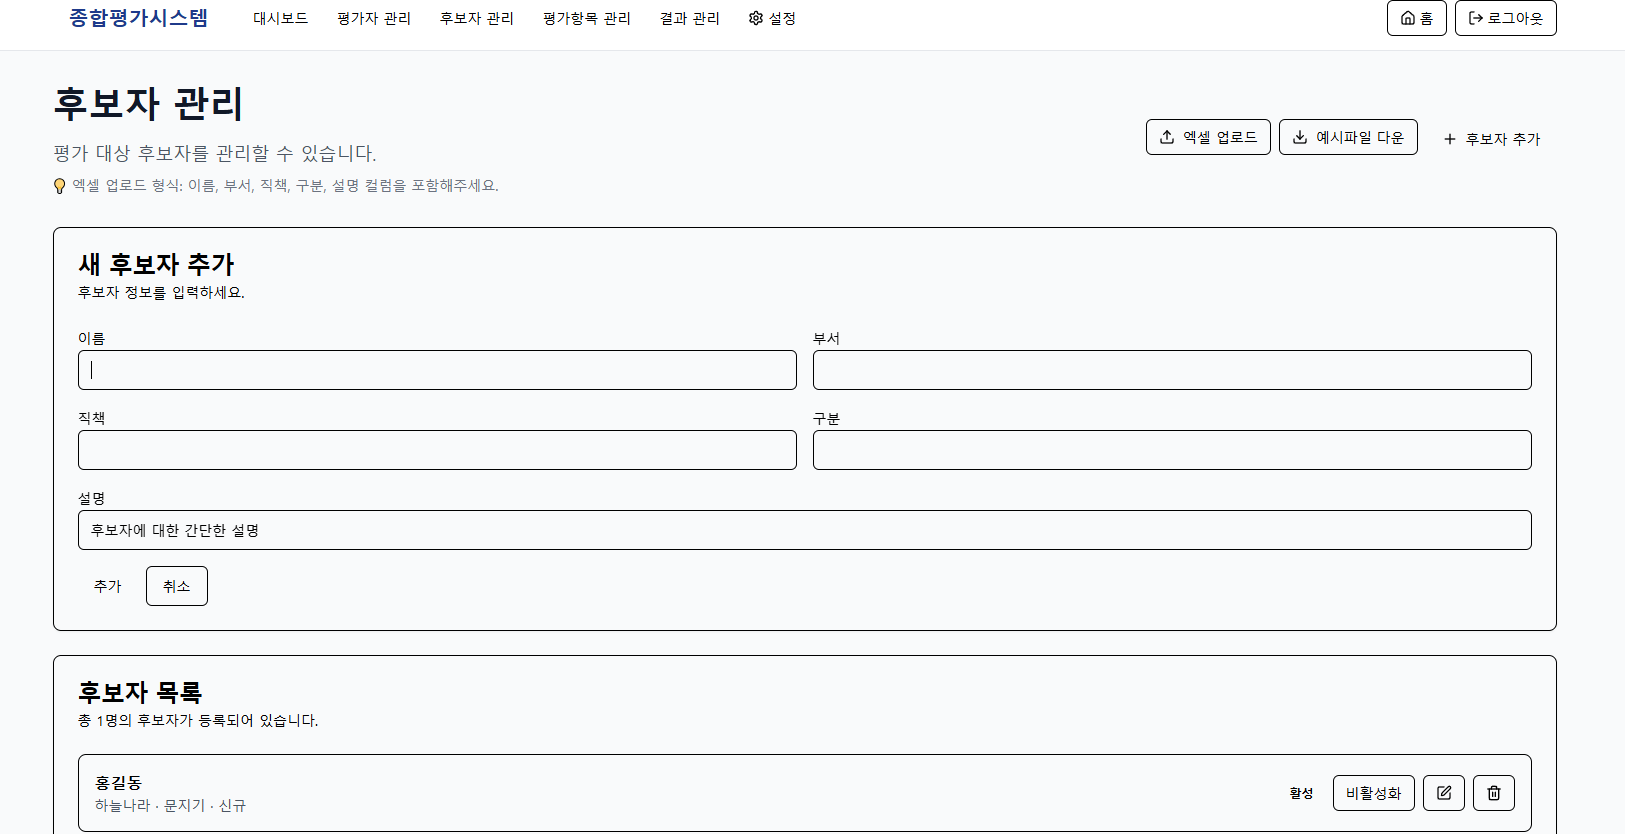 종합평가시스템 대시보드 평가자 관리 후보자 관리 평가항목 관리 결과 관리 설정 홈 로그아웃
후보자 관리
평가 대상 후보자를 관리할 수 있습니다.
엑셀 업로드 형식: 이름, 부서, 직책, 구분, 설명 컬럼을 포함해주세요.
엑셀 업로드 예시파일 다운 + 후보자 추가
새 후보자 추가
후보자 정보를 입력하세요.
이름 부서
직책 구분
설명
후보자에 대한 간단한 설명
추가 취소
후보자 목록
총 1명의 후보자가 등록되어 있습니다.
홍길동
하늘나라 · 문지기 · 신규
활성 비활성화